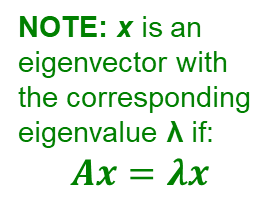 NOTE: x is an
eigenvector with
the corresponding
eigenvalue λ if:
Ax = λx